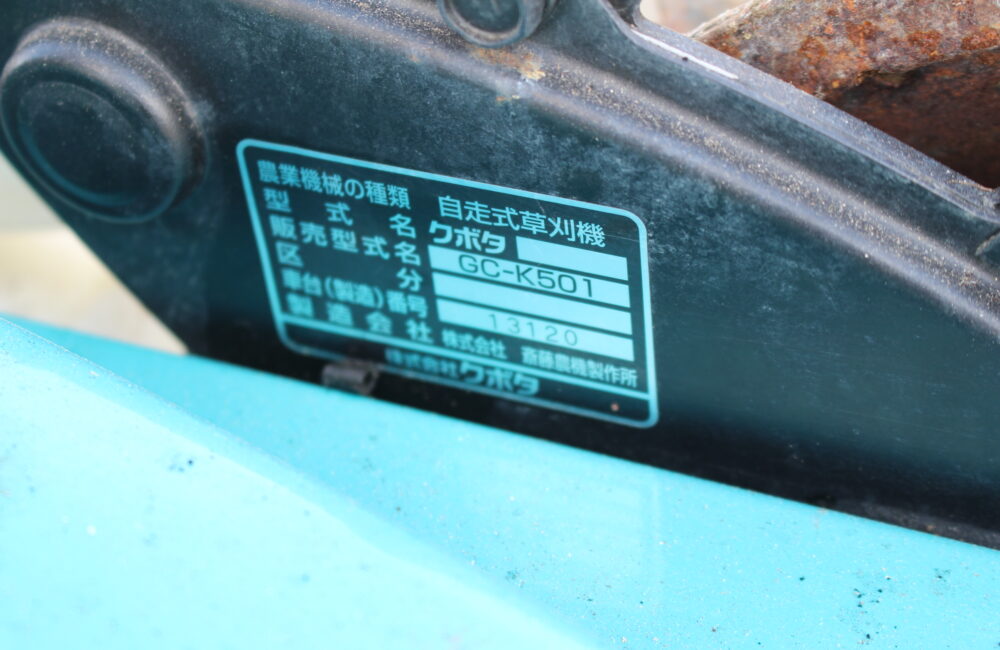 農業機械の種類 自走式草刈機
型式名 クボタ
販売型式名 GC-K501
区分
車台(製造)番号 13120
製造会社 株式会社 斎藤農機製作所
株式会社クボタ